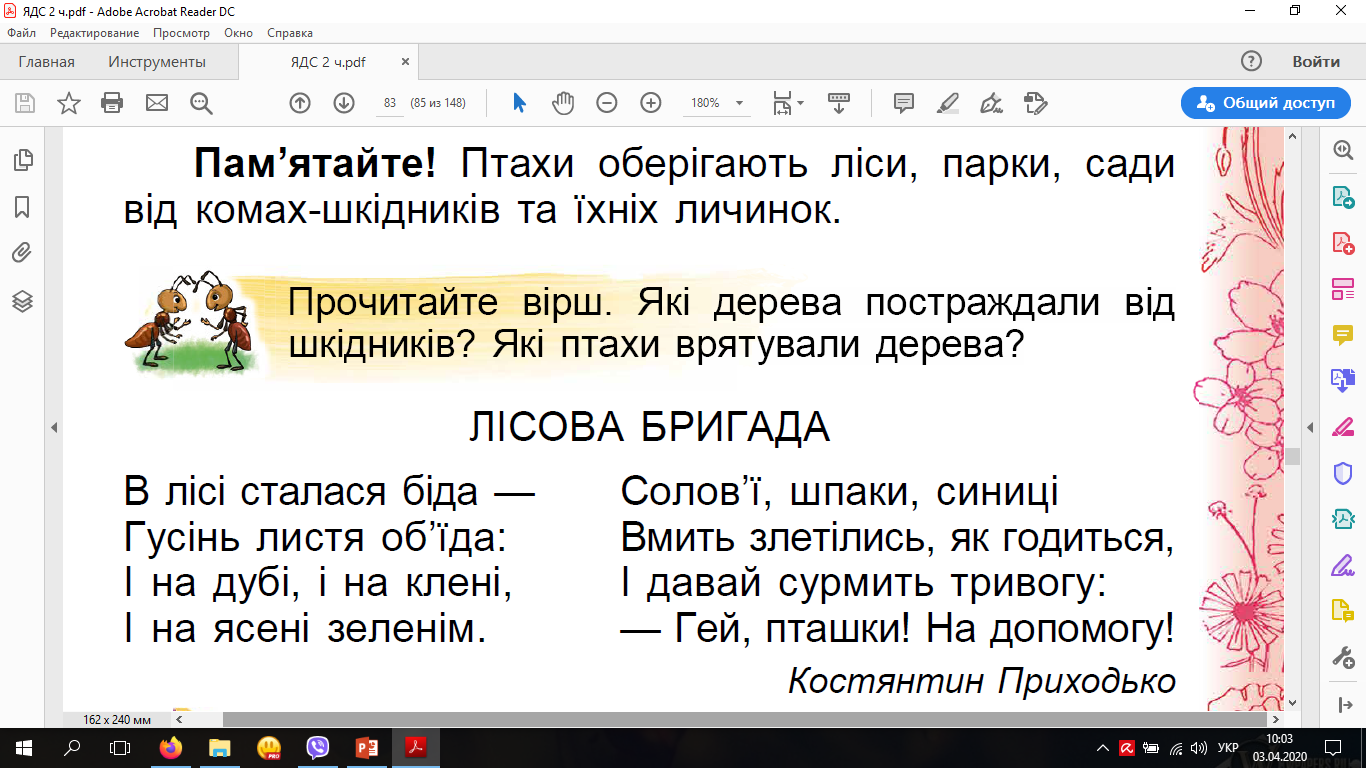 ЯДС 2 ч.pdf - Adobe Acrobat Reader DC
Файл Редактирование Просмотр Окно Справка
Главная Инструменты ЯДС 2 ч.pdf × Войти
83 (85 из 148) 180% Общий доступ
Пам’ятайте! Птахи оберігають ліси, парки, сади
від комах-шкідників та їхніх личинок.
Прочитайте вірш. Які дерева постраждали від
шкідників? Які птахи врятували дерева?
ЛІСОВА БРИГАДА
В лісі сталася біда —
Гусінь листя об’їда:
І на дубі, і на клені,
І на ясені зеленім.
Солов’ї, шпаки, синиці
Вмить злетілись, як годиться,
І давай сурмить тривогу:
— Гей, пташки! На допомогу!
Костянтин Приходько
162 x 240 мм
УКР
10:03
03.04.2020